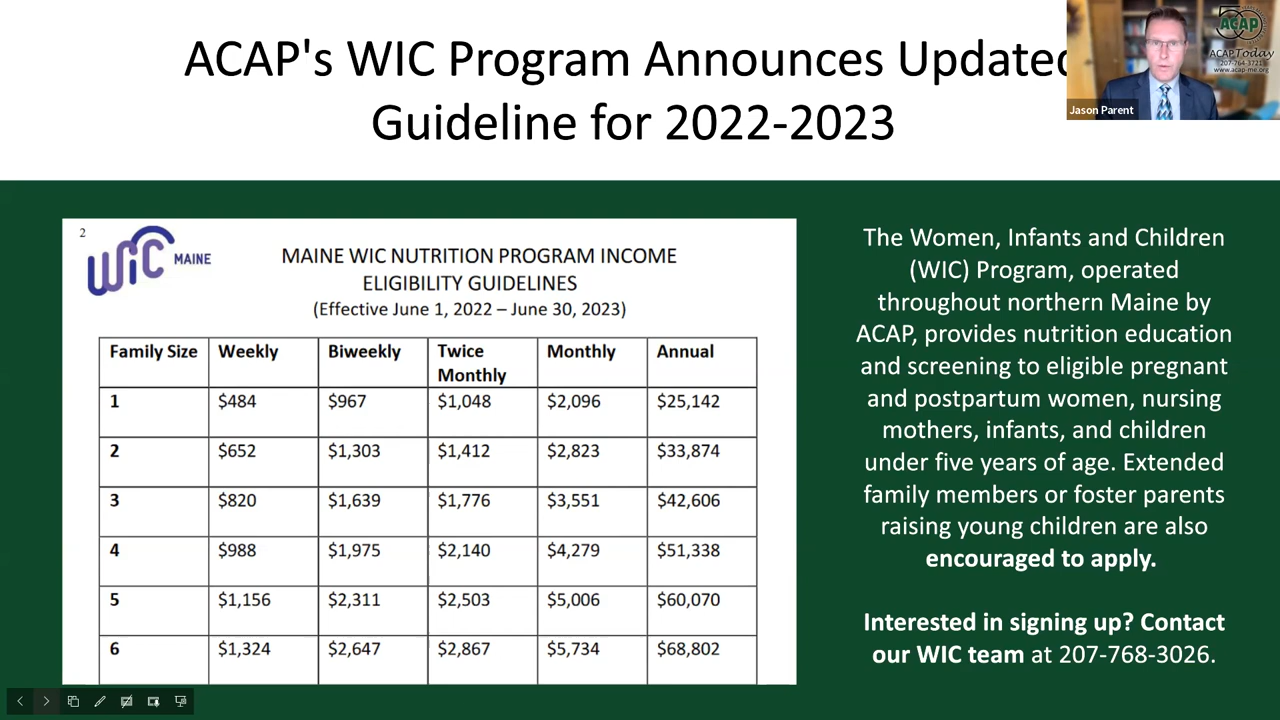 ACAP's WIC Program Announces Updated
Guideline for 2022-2023
ACAP
ACAPToday
207-764-3721
www.acap-me.org
Jason Parent
2
WIC MAINE
MAINE WIC NUTRITION PROGRAM INCOME
ELIGIBILITY GUIDELINES
(Effective June 1, 2022 – June 30, 2023)
Family Size Weekly Biweekly Twice Monthly Monthly Annual
1 $484 $967 $1,048 $2,096 $25,142
2 $652 $1,303 $1,412 $2,823 $33,874
3 $820 $1,639 $1,776 $3,551 $42,606
4 $988 $1,975 $2,140 $4,279 $51,338
5 $1,156 $2,311 $2,503 $5,006 $60,070
6 $1,324 $2,647 $2,867 $5,734 $68,802
The Women, Infants and Children
(WIC) Program, operated
throughout northern Maine by
ACAP, provides nutrition education
and screening to eligible pregnant
and postpartum women, nursing
mothers, infants, and children
under five years of age. Extended
family members or foster parents
raising young children are also
encouraged to apply.
Interested in signing up? Contact
our WIC team at 207-768-3026.